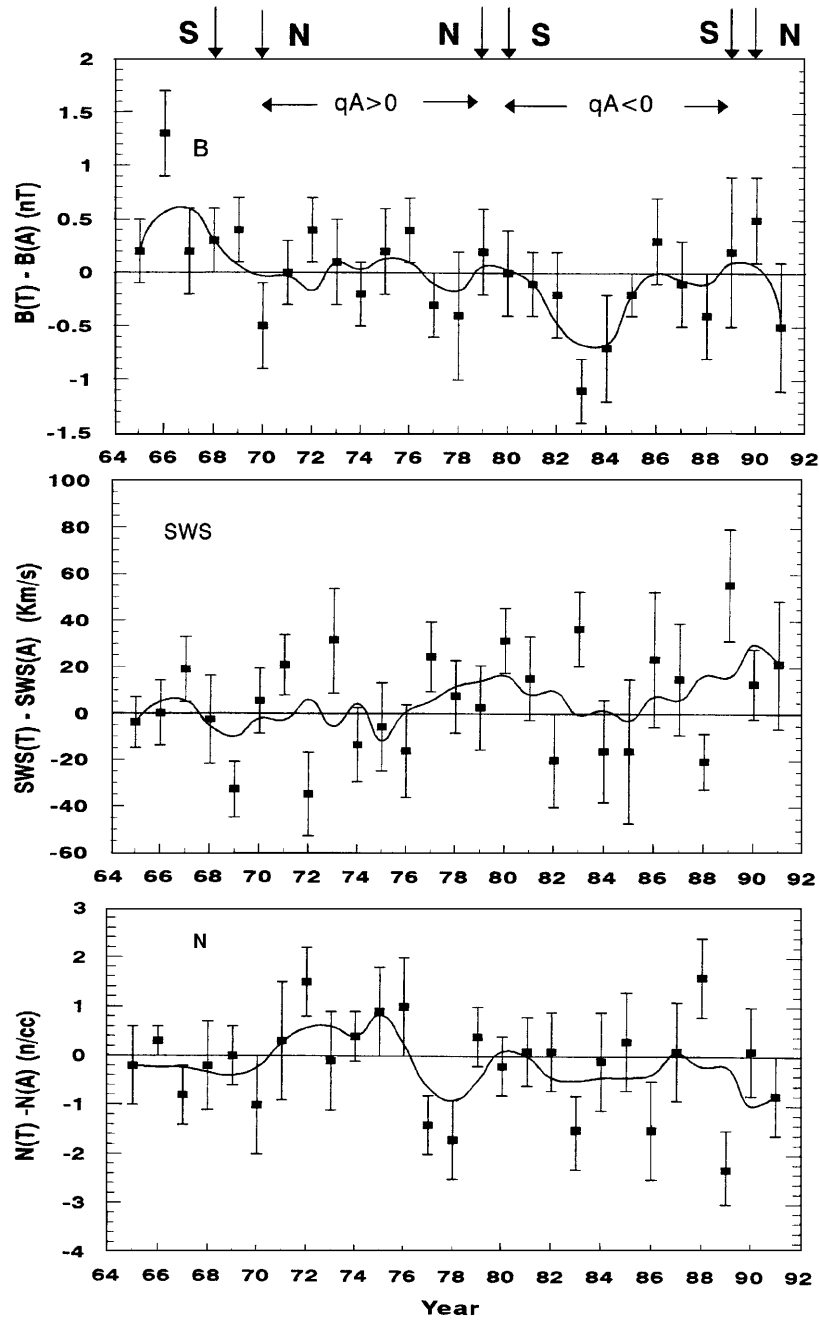 S N N S S N
qA>0 qA<0
B
B(T) - B(A) (nT)
2
1.5
1
0.5
0
-0.5
-1
-1.5
64 66 68 70 72 74 76 78 80 82 84 86 88 90 92
SWS
SWS(T) - SWS(A) (Km/s)
100
80
60
40
20
0
-20
-40
-60
64 66 68 70 72 74 76 78 80 82 84 86 88 90 92
N
N(T) -N(A) (n/cc)
3
2
1
0
-1
-2
-3
-4
64 66 68 70 72 74 76 78 80 82 84 86 88 90 92
Year